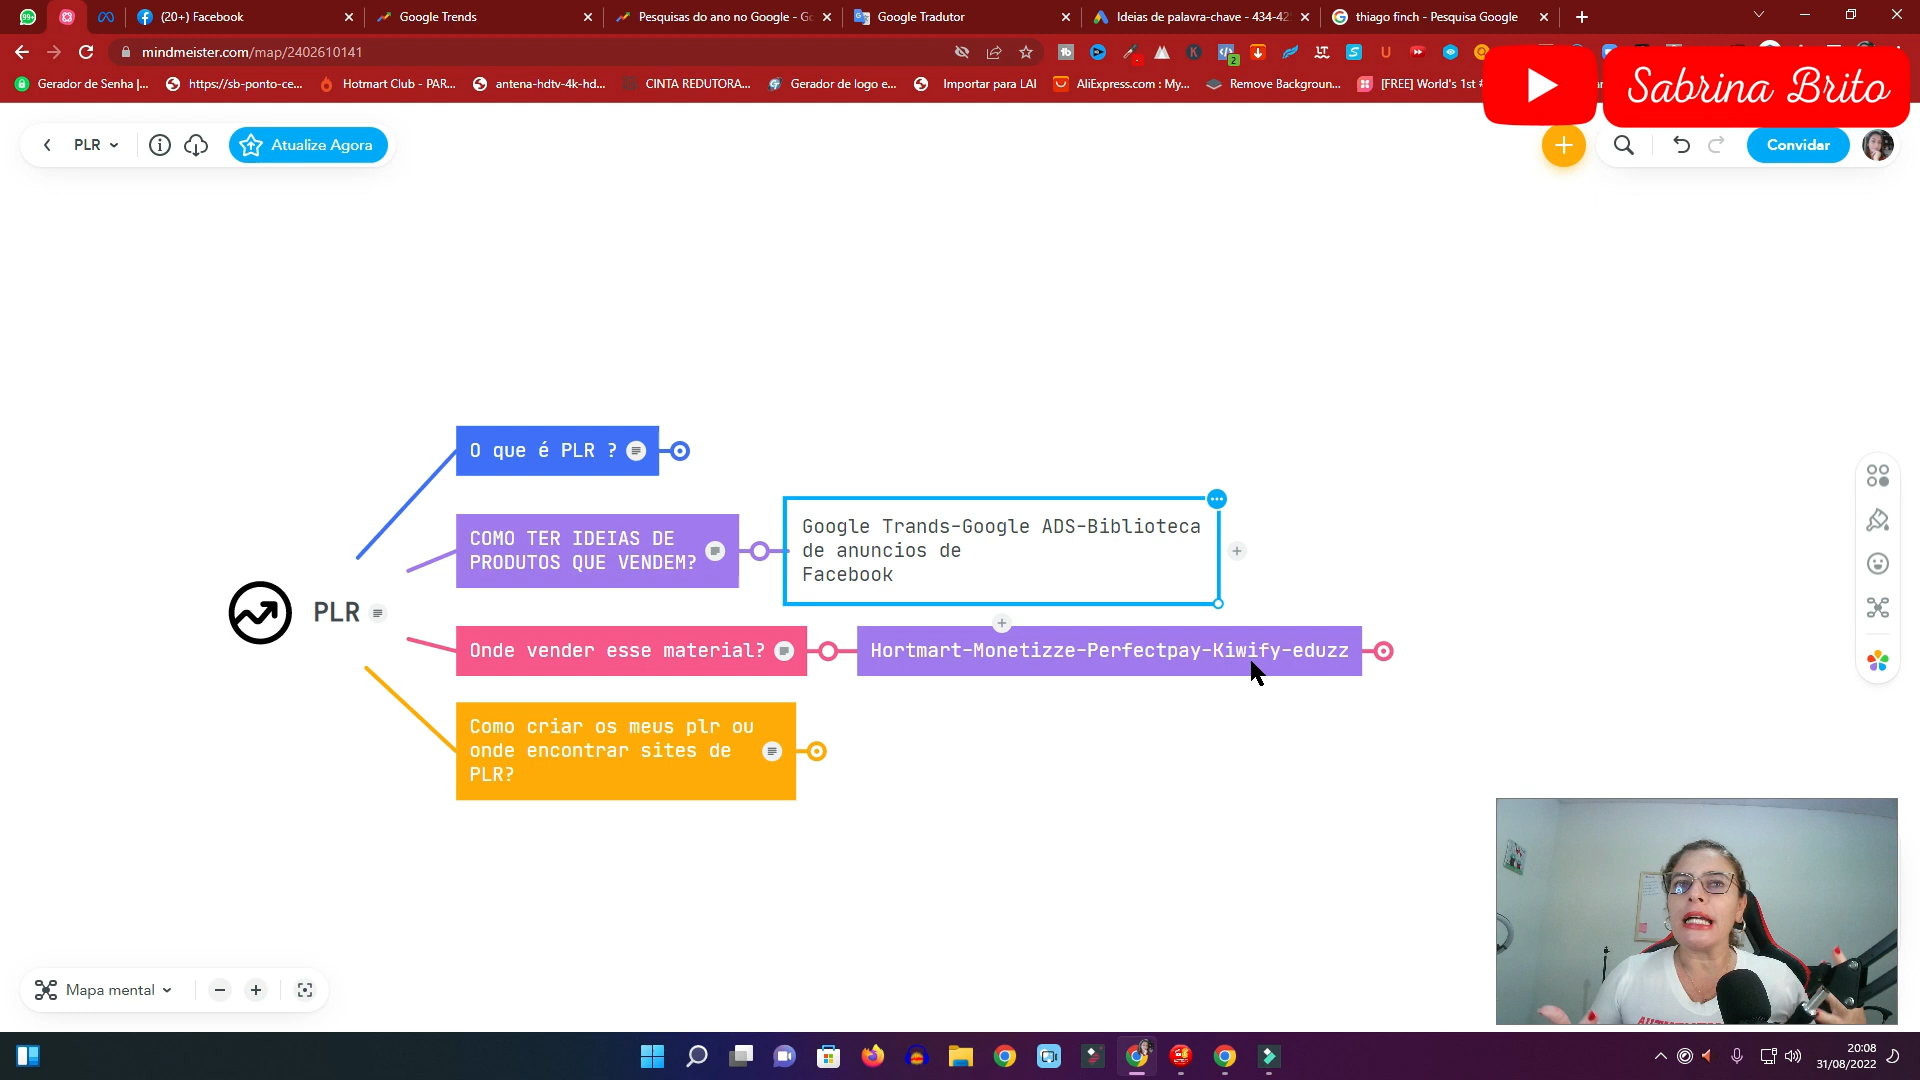 (20+) Facebook
Google Trends
Pesquisas do ano no Google - Go
Google Tradutor
Ideias de palavra-chave - 434-42
thiago finch - Pesquisa Google
mindmeister.com/map/2402610141
Gerador de Senha |...
https://sb-ponto-ce...
Hotmart Club - PAR...
antena-hdtv-4k-hd...
CINTA REDUTORA...
Gerador de logo e...
Importar para LAI
AliExpress.com : My...
Remove Backgroun...
[FREE] World's 1st
Sabrina Brito
PLR
Atualize Agora
Convidar
O que é PLR ?
COMO TER IDEIAS DE
PRODUTOS QUE VENDEM?
Google Trands-Google ADS-Biblioteca
de anuncios de
Facebook
PLR
Onde vender esse material?
Hortmart-Monetizze-Perfectpay-Kiwify-eduzz
Como criar os meus plr ou
onde encontrar sites de
PLR?
Mapa mental
20:08
31/08/2022